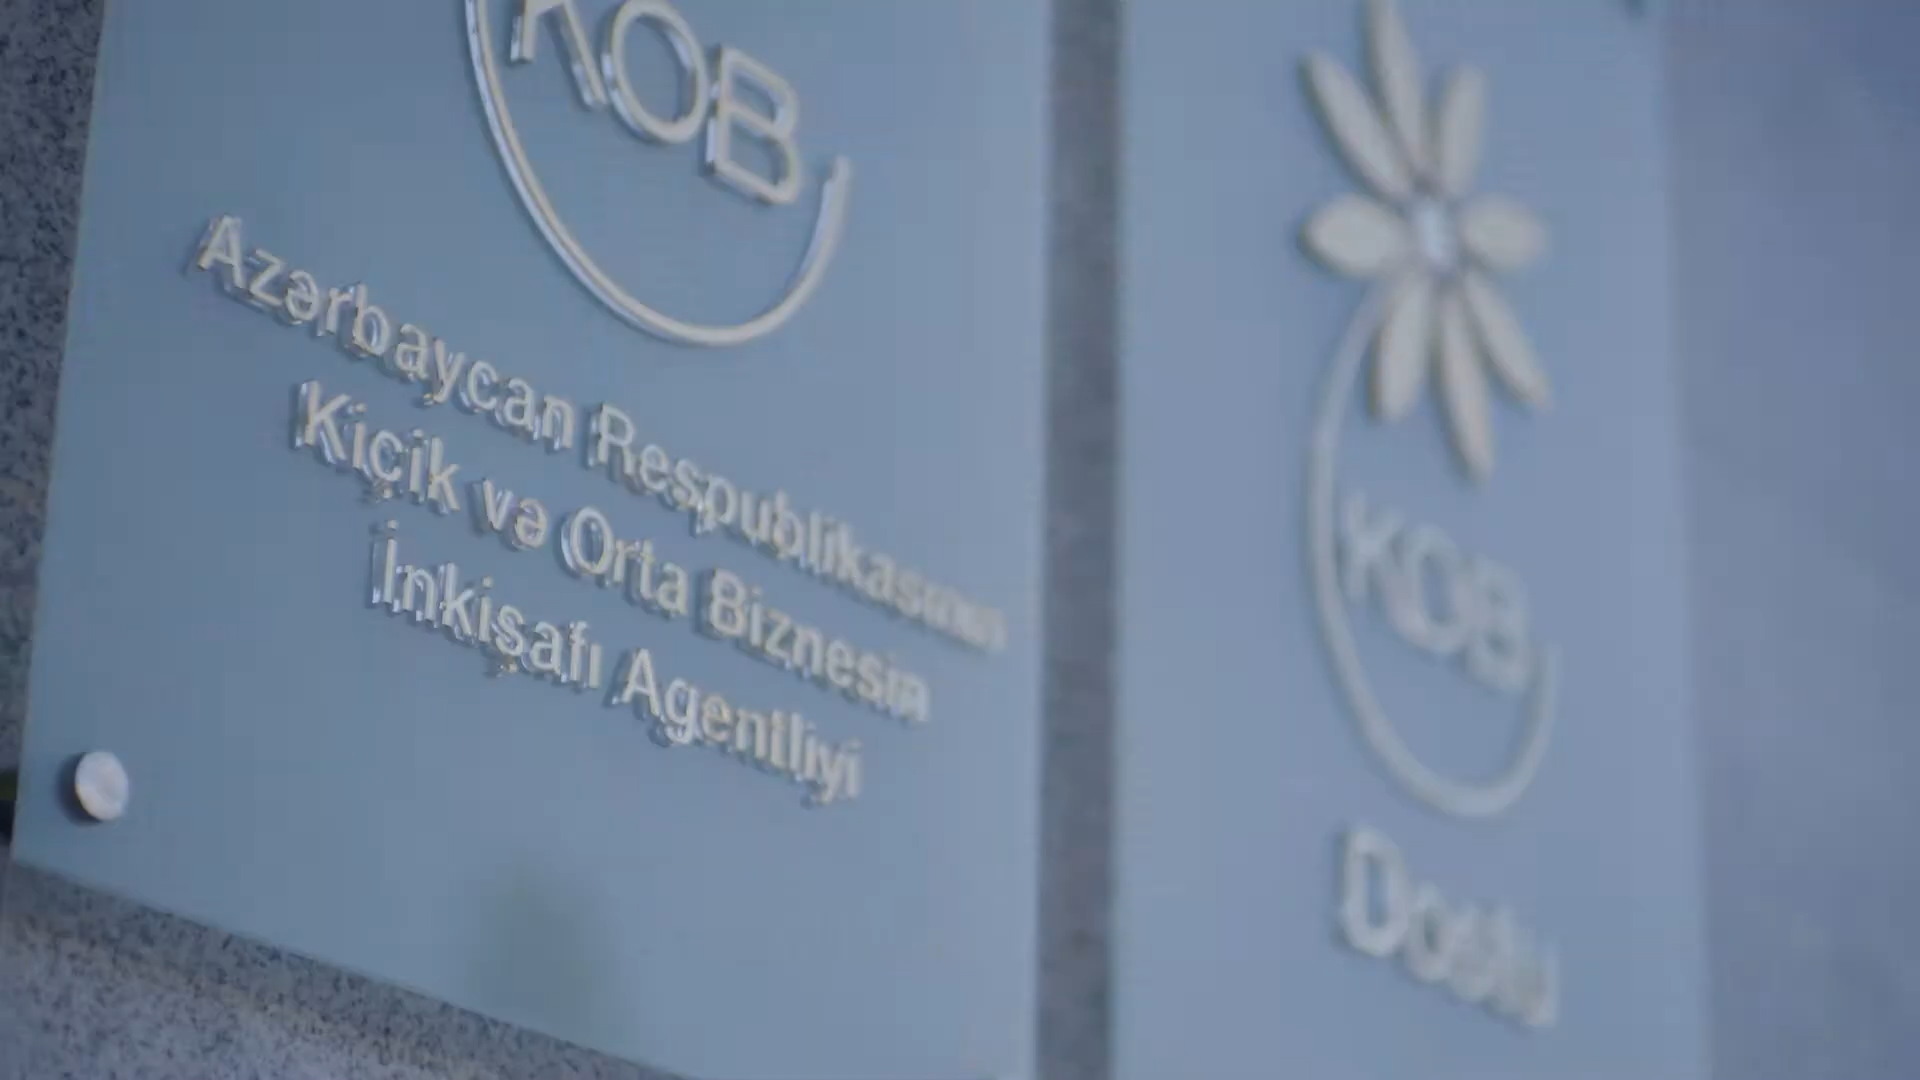 KOB
Azərbaycan Respublikasının
Kiçik və Orta Biznesin
İnkişafı Agentliyi
KOB
Dostu